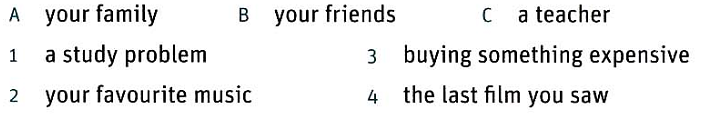 A your family B your friends C a teacher
1 a study problem 3 buying something expensive
2 your favourite music 4 the last film you saw